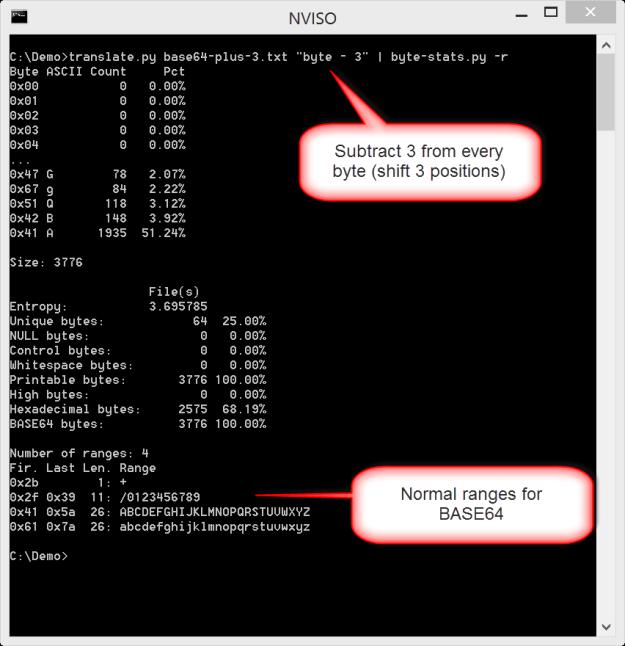 NVISO
C:\Demo>translate.py base64-plus-3.txt "byte - 3" | byte-stats.py -r
Byte ASCII Count     Pct
0x00           0   0.00%
0x01           0   0.00%
0x02           0   0.00%
0x03           0   0.00%
0x04           0   0.00%
...
0x47 G        78   2.07%
0x67 g        84   2.22%
0x51 Q       118   3.12%
0x42 B       148   3.92%
0x41 A      1935  51.24%
Subtract 3 from every
byte (shift 3 positions)
Size: 3776
File(s)
Entropy:           3.695785
Unique bytes:            64  25.00%
NULL bytes:               0   0.00%
Control bytes:            0   0.00%
Whitespace bytes:         0   0.00%
Printable bytes:       3776 100.00%
High bytes:               0   0.00%
Hexadecimal bytes:     2575  68.19%
BASE64 bytes:          3776 100.00%
Number of ranges: 4
Fir. Last Len. Range
0x2b        1: +
0x2f 0x39  11: /0123456789
0x41 0x5a  26: ABCDEFGHIJKLMNOPQRSTUVWXYZ
0x61 0x7a  26: abcdefghijklmnopqrstuvwxyz
Normal ranges for
BASE64
C:\Demo>